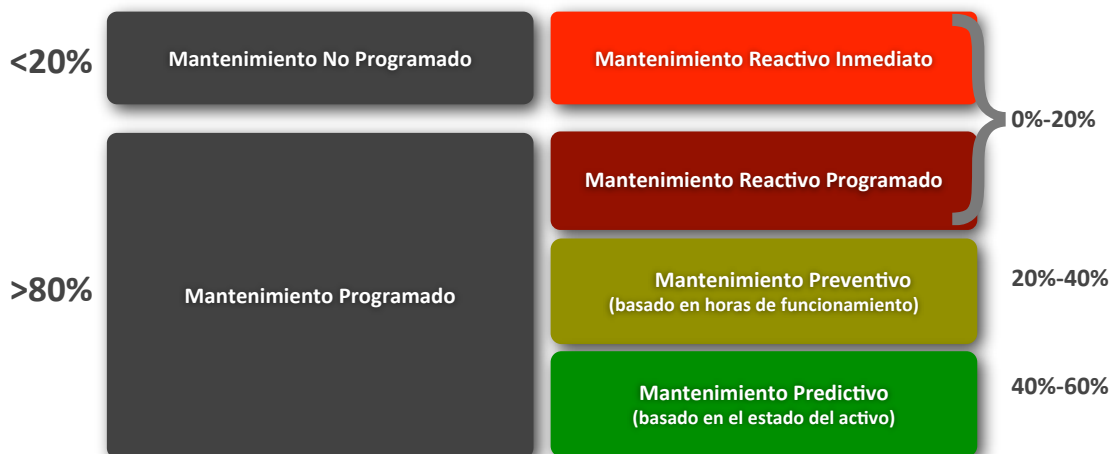 <20%
Mantenimiento No Programado
Mantenimiento Reactivo Inmediato
0%-20%
Mantenimiento Reactivo Programado
>80%
Mantenimiento Programado
Mantenimiento Preventivo
(basado en horas de funcionamiento)
20%-40%
Mantenimiento Predictivo
(basado en el estado del activo)
40%-60%